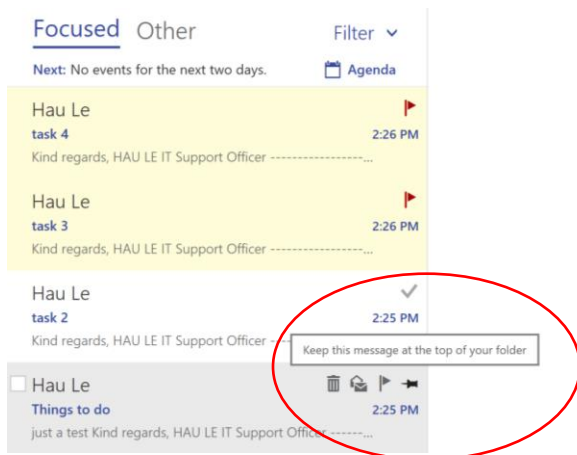 Focused Other Filter
Next: No events for the next two days. Agenda
Hau Le
task 4 2:26 PM
Kind regards, HAU LE IT Support Officer -----------------...
Hau Le
task 3 2:26 PM
Kind regards, HAU LE IT Support Officer -----------------...
Hau Le
task 2 2:25 PM
Kind regards, HAU LE IT Support Officer ----
Keep this message at the top of your folder
Hau Le
Things to do 2:25 PM
just a test Kind regards, HAU LE IT Support Officer ------...